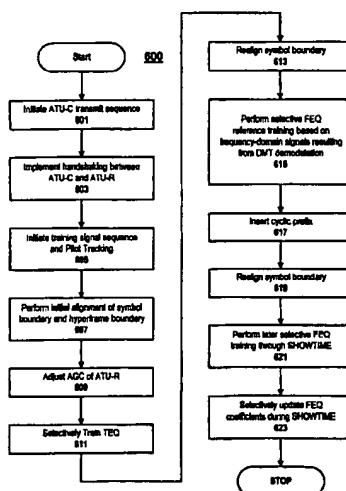 Start
600
Initiate ATU-C transmit sequence
601
Implement handshaking between
ATU-C and ATU-R
603
Initiate training signal sequence
and Pilot Tracking
605
Perform initial alignment of symbol
boundary and hyperframe boundary
607
Adjust AGC of ATU-R
609
Selectively Train TEQ
611
Realign symbol boundary
613
Perform selective FEQ
reference training based on
frequency-domain signals resulting
from DMT demodulation
615
Insert cyclic prefix
617
Realign symbol boundary
619
Perform later selective FEQ
training through SHOWTIME
621
Selectively update FEQ
coefficients during SHOWTIME
623
STOP